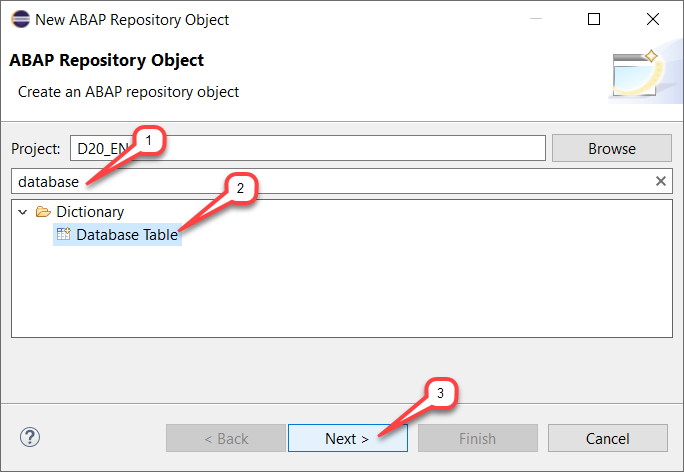 New ABAP Repository Object
ABAP Repository Object
Create an ABAP repository object
1
Project: D20_EN Browse
database
2
Dictionary
Database Table
3
< Back Next > Finish Cancel